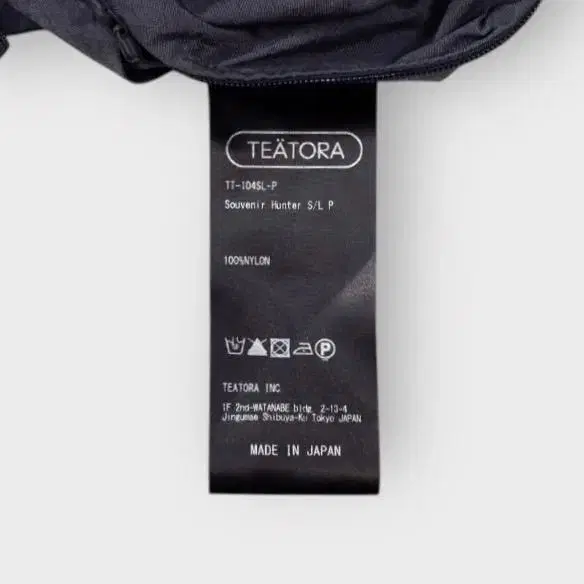 TEÄTORA
TT-104SL-P
Souvenir Hunter S/L P
100%NYLON
P
TEATORA INC
1F 2nd-WATANABE bldg. 2-13-4
Jingumae Shibuya-Ku Tokyo JAPAN
MADE IN JAPAN